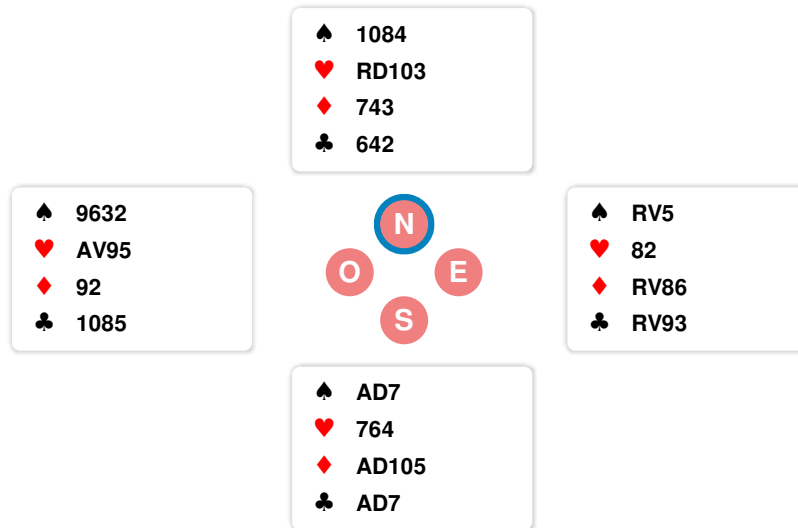 ♠ 1084
♥ RD103
♦ 743
♣ 642
♠ 9632
♥ AV95
♦ 92
♣ 1085
N
O
E
S
♠ RV5
♥ 82
♦ RV86
♣ RV93
♠ AD7
♥ 764
♦ AD105
♣ AD7